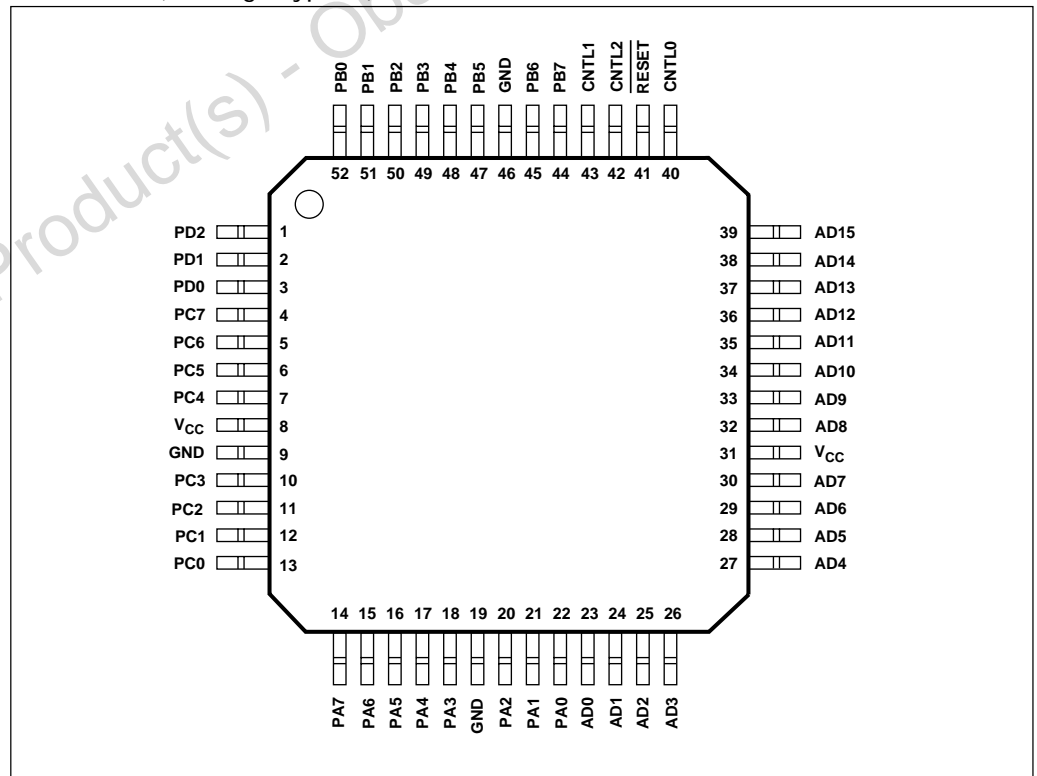 Product(s) - Ob
PB0
PB1
PB2
PB3
PB4
PB5
GND
PB6
PB7
CNTL1
CNTL2
RESET
CNTL0
52 51 50 49 48 47 46 45 44 43 42 41 40
PD2 1
PD1 2
PD0 3
PC7 4
PC6 5
PC5 6
PC4 7
VCC 8
GND 9
PC3 10
PC2 11
PC1 12
PC0 13
39 AD15
38 AD14
37 AD13
36 AD12
35 AD11
34 AD10
33 AD9
32 AD8
31 VCC
30 AD7
29 AD6
28 AD5
27 AD4
14 15 16 17 18 19 20 21 22 23 24 25 26
PA7
PA6
PA5
PA4
PA3
GND
PA2
PA1
PA0
AD0
AD1
AD2
AD3